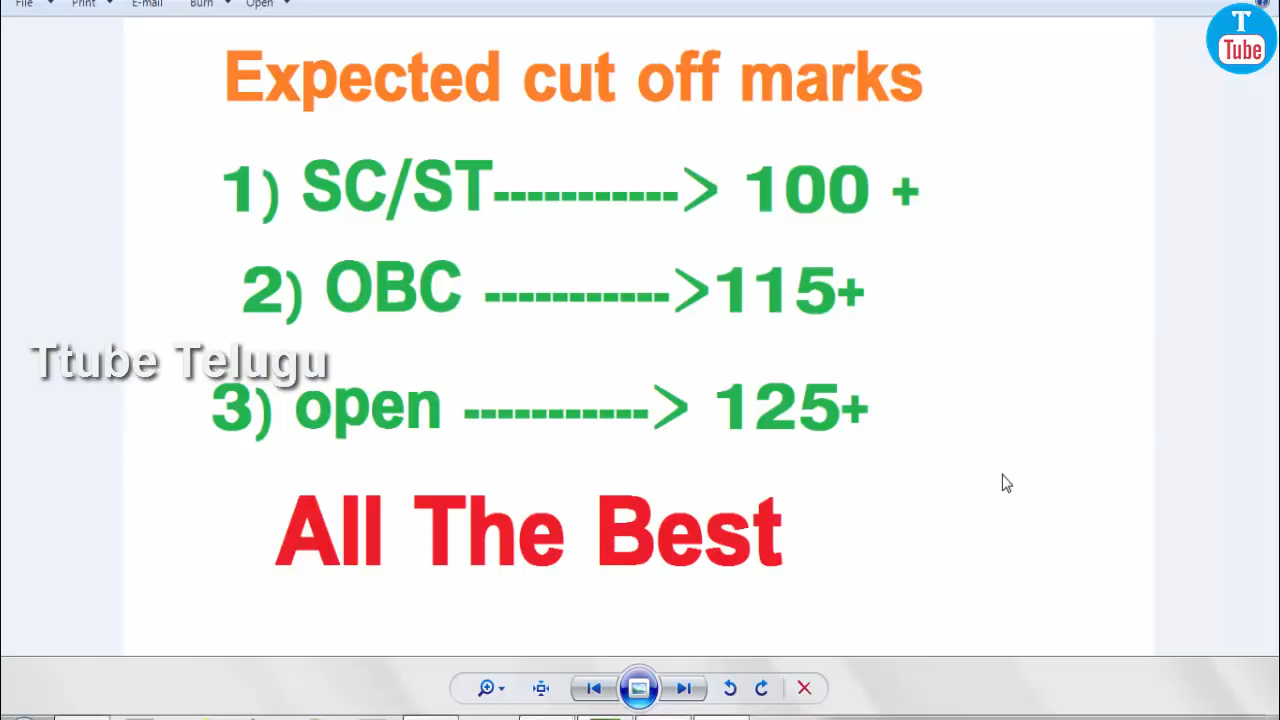 File Print E-mail Burn Open
T
Tube
Expected cut off marks
1) SC/ST-----------> 100 +
2) OBC ----------->115+
Ttube Telugu
3) open -----------> 125+
All The Best